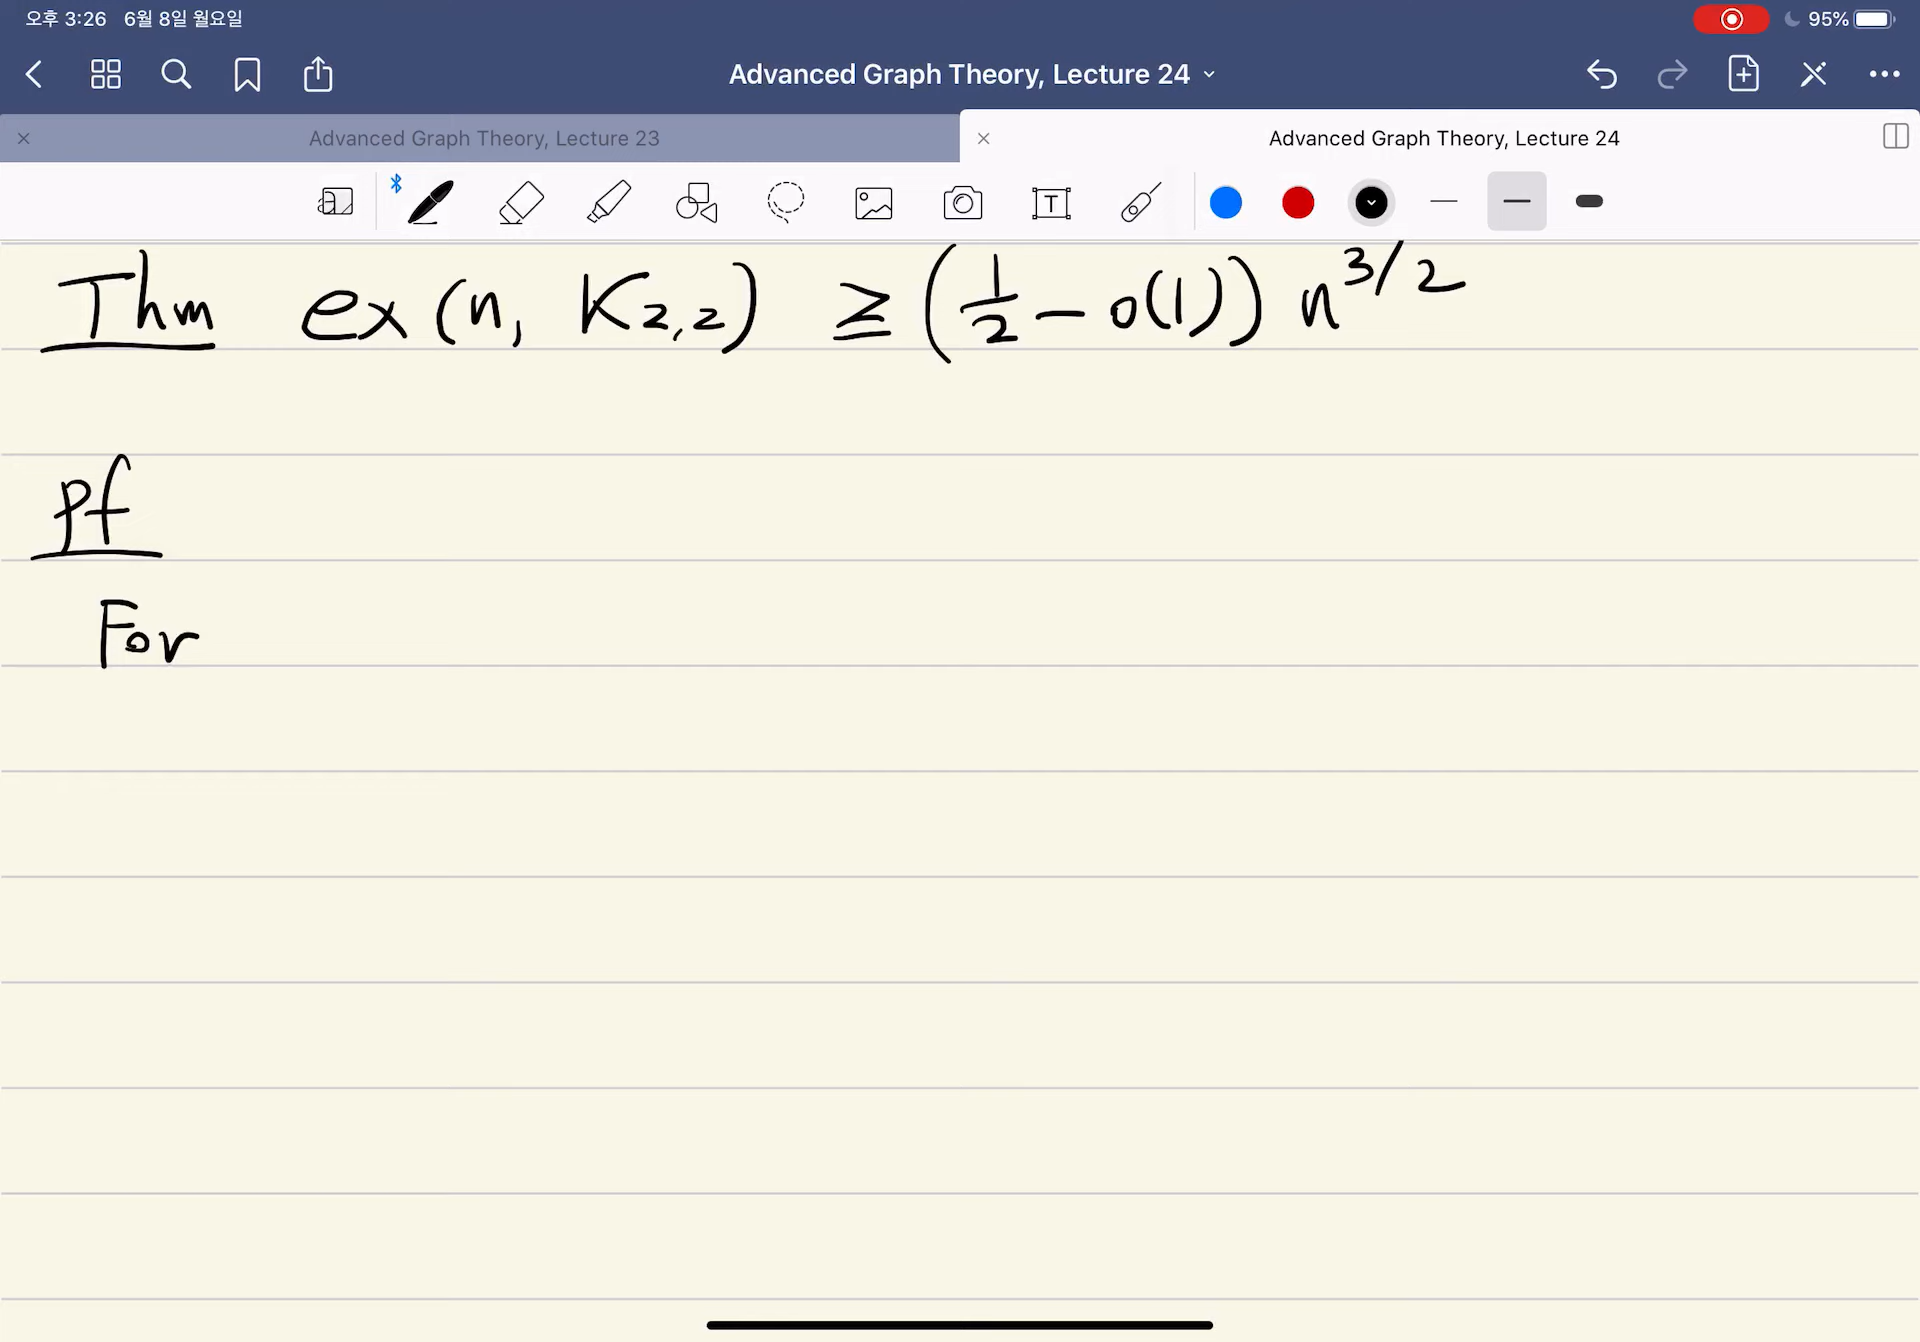 오후 3:26 6월 8일 월요일 95%
Advanced Graph Theory, Lecture 24
Advanced Graph Theory, Lecture 23 Advanced Graph Theory, Lecture 24
a T
Thm ex(n, K₂,₂) ≥ (1/2 − o(1)) n^{3/2}
pf
For